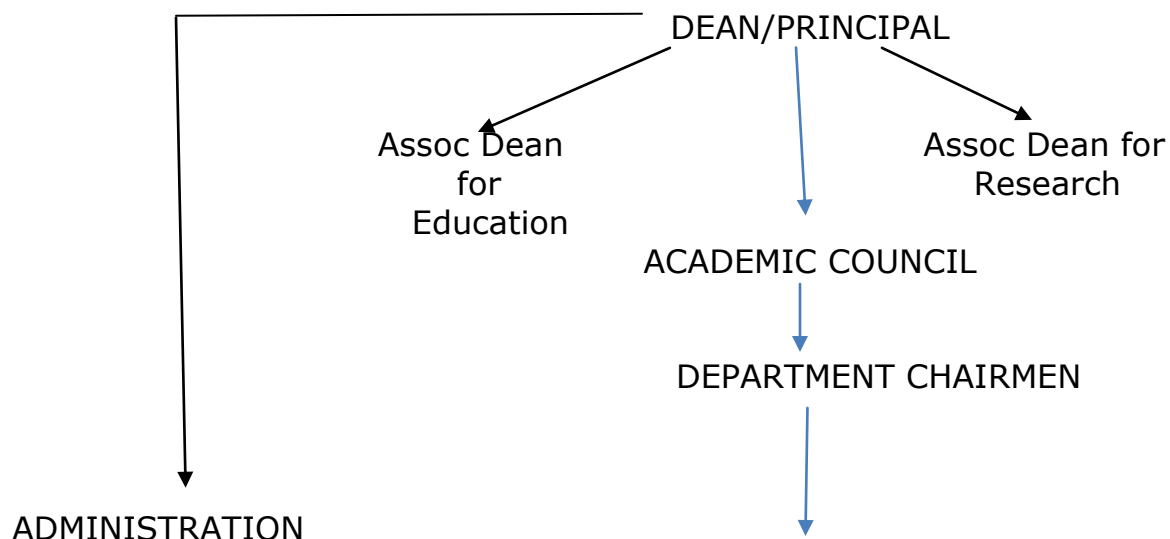 DEAN/PRINCIPAL
Assoc Dean
for
Education
Assoc Dean for
Research
ACADEMIC COUNCIL
DEPARTMENT CHAIRMEN
ADMINISTRATION